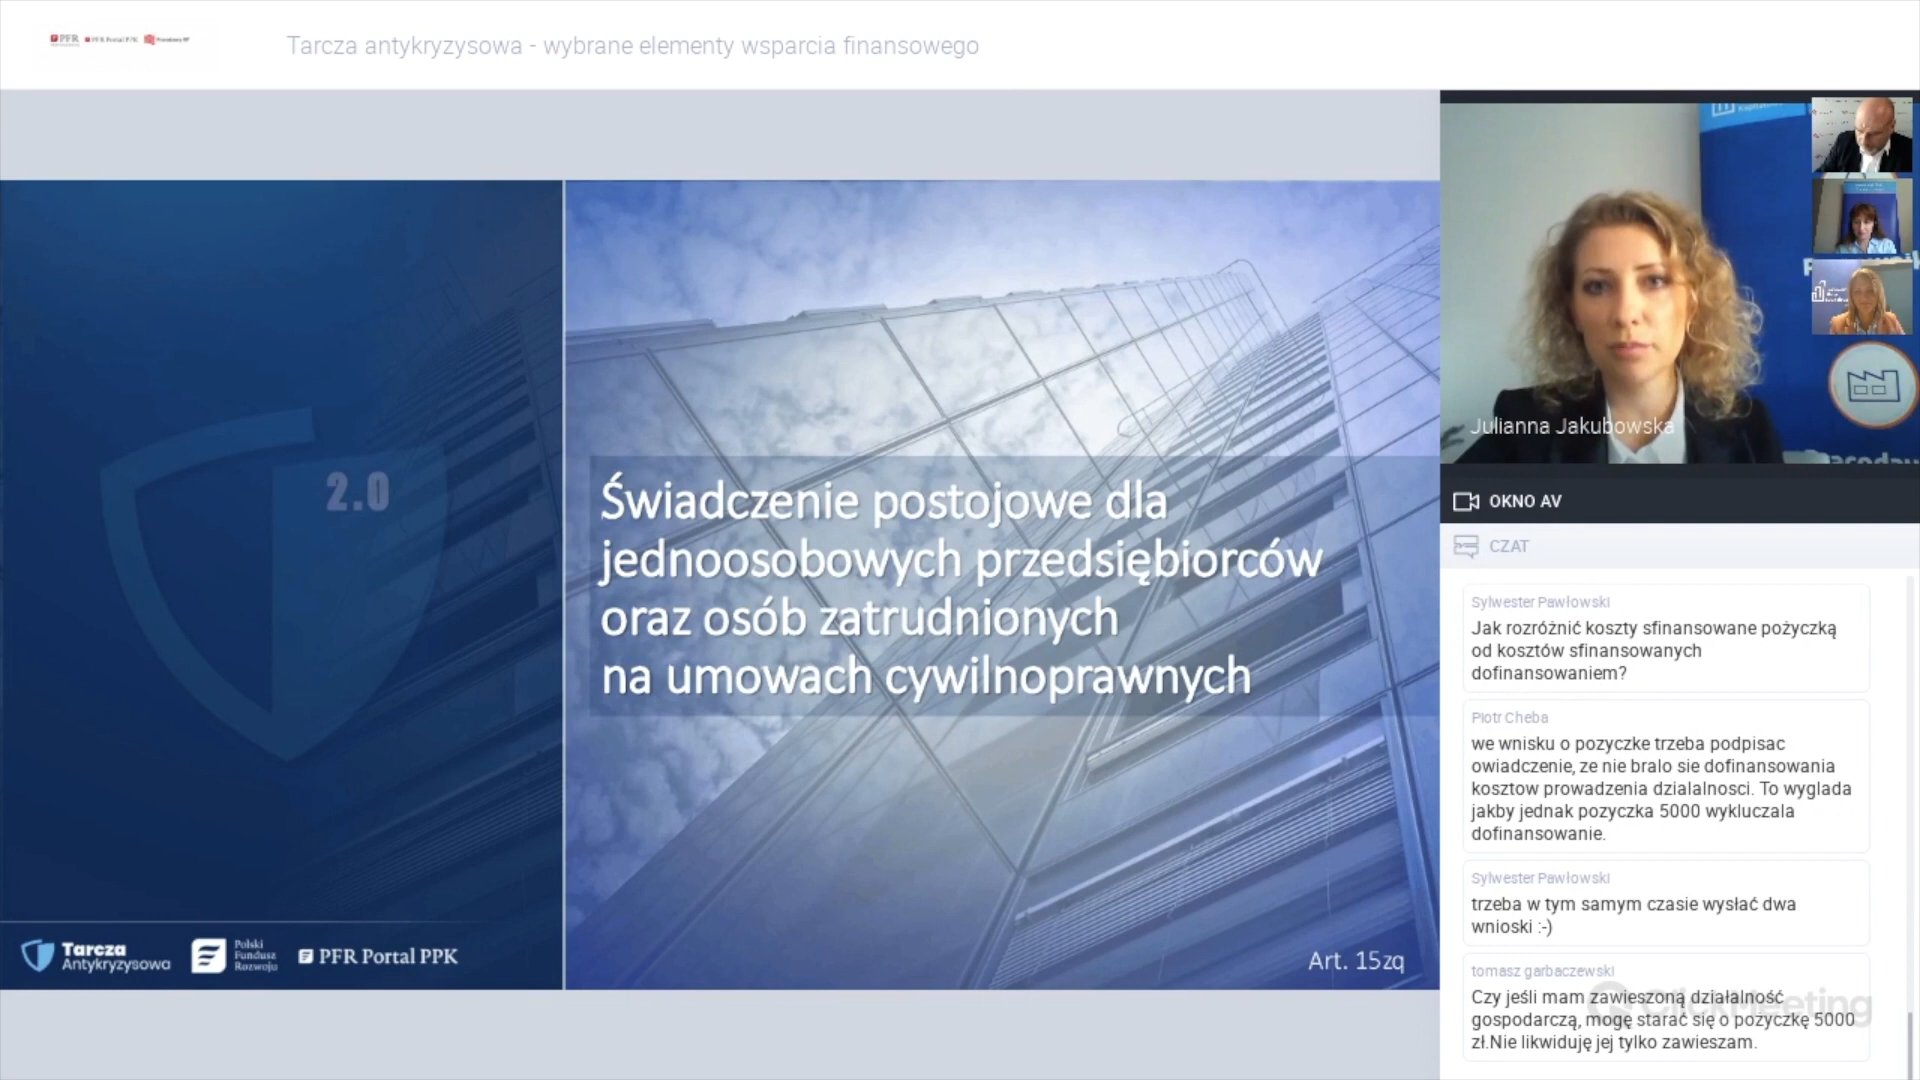 PFR PFR Portal PPK
Tarcza antykryzysowa - wybrane elementy wsparcia finansowego
2.0
Świadczenie postojowe dla
jednoosobowych przedsiębiorców
oraz osób zatrudnionych
na umowach cywilnoprawnych
Art. 15zq
Tarcza
Antykryzysowa
Polski
Fundusz
Rozwoju
PFR Portal PPK
Julianna Jakubowska
OKNO AV
CZAT
Sylwester Pawłowski
Jak rozróżnić koszty sfinansowane pożyczką
od kosztów sfinansowanych
dofinansowaniem?
Piotr Cheba
we wnisku o pozyczke trzeba podpisac
owiadczenie, ze nie bralo sie dofinansowania
kosztow prowadzenia dzialalnosci. To wyglada
jakby jednak pozyczka 5000 wykluczala
dofinansowanie.
Sylwester Pawłowski
trzeba w tym samym czasie wysłać dwa
wnioski :-)
tomasz garbaczewski
Czy jeśli mam zawieszoną działalność
gospodarczą, mogę starać się o pożyczkę 5000
zł.Nie likwiduję jej tylko zawieszam.
ClickMeeting